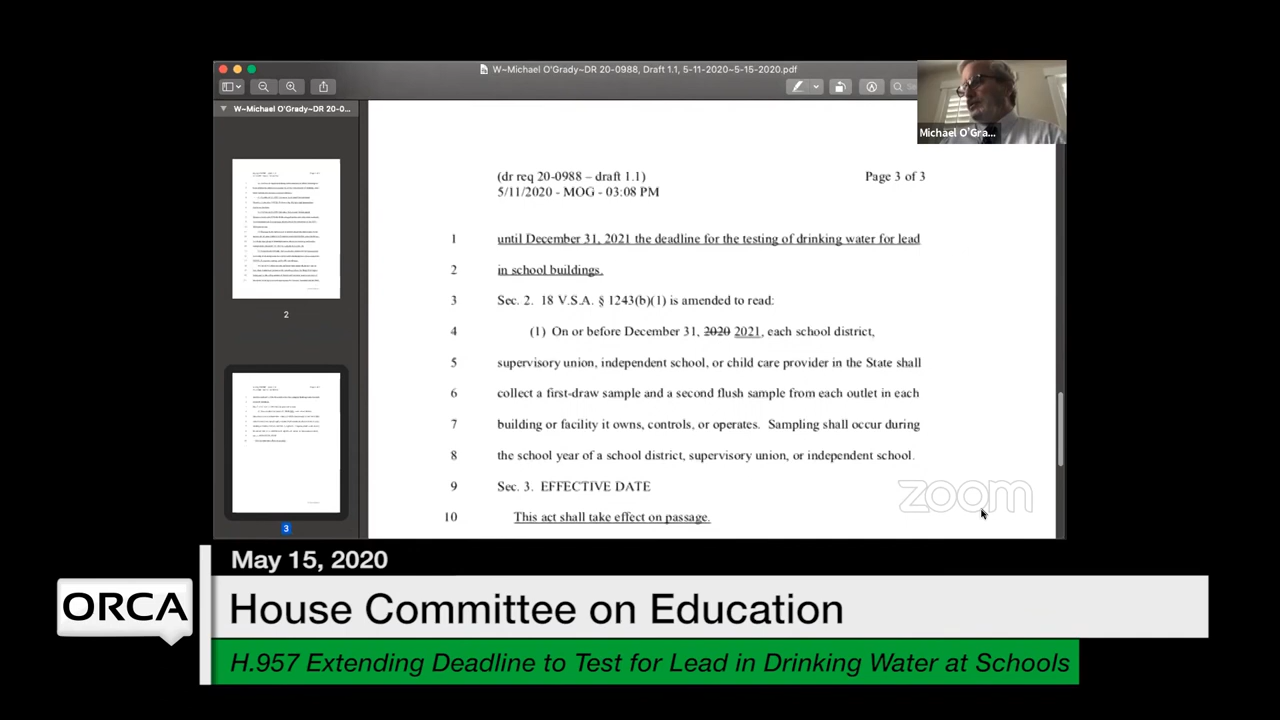 W~Michael O'Grady~DR 20-0988, Draft 1.1, 5-11-2020~5-15-2020.pdf
W~Michael O'Grady~DR 20-0...
Michael O'Gra...
2
3
(dr req 20-0988 – draft 1.1)
Page 3 of 3
5/11/2020 - MOG - 03:08 PM
1 until December 31, 2021 the deadline for the testing of drinking water for lead
2 in school buildings.
3 Sec. 2. 18 V.S.A. § 1243(b)(1) is amended to read:
4 (1) On or before December 31, 2020 2021, each school district,
5 supervisory union, independent school, or child care provider in the State shall
6 collect a first-draw sample and a second flush sample from each outlet in each
7 building or facility it owns, controls, or operates. Sampling shall occur during
8 the school year of a school district, supervisory union, or independent school.
9 Sec. 3. EFFECTIVE DATE
10 This act shall take effect on passage.
zoom
May 15, 2020
ORCA
House Committee on Education
H.957 Extending Deadline to Test for Lead in Drinking Water at Schools